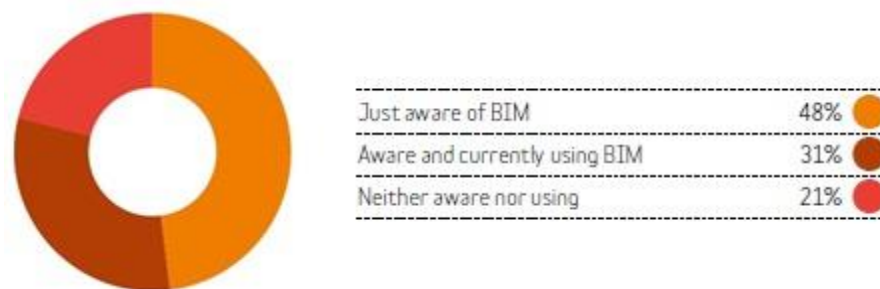 Just aware of BIM 48%
Aware and currently using BIM 31%
Neither aware nor using 21%